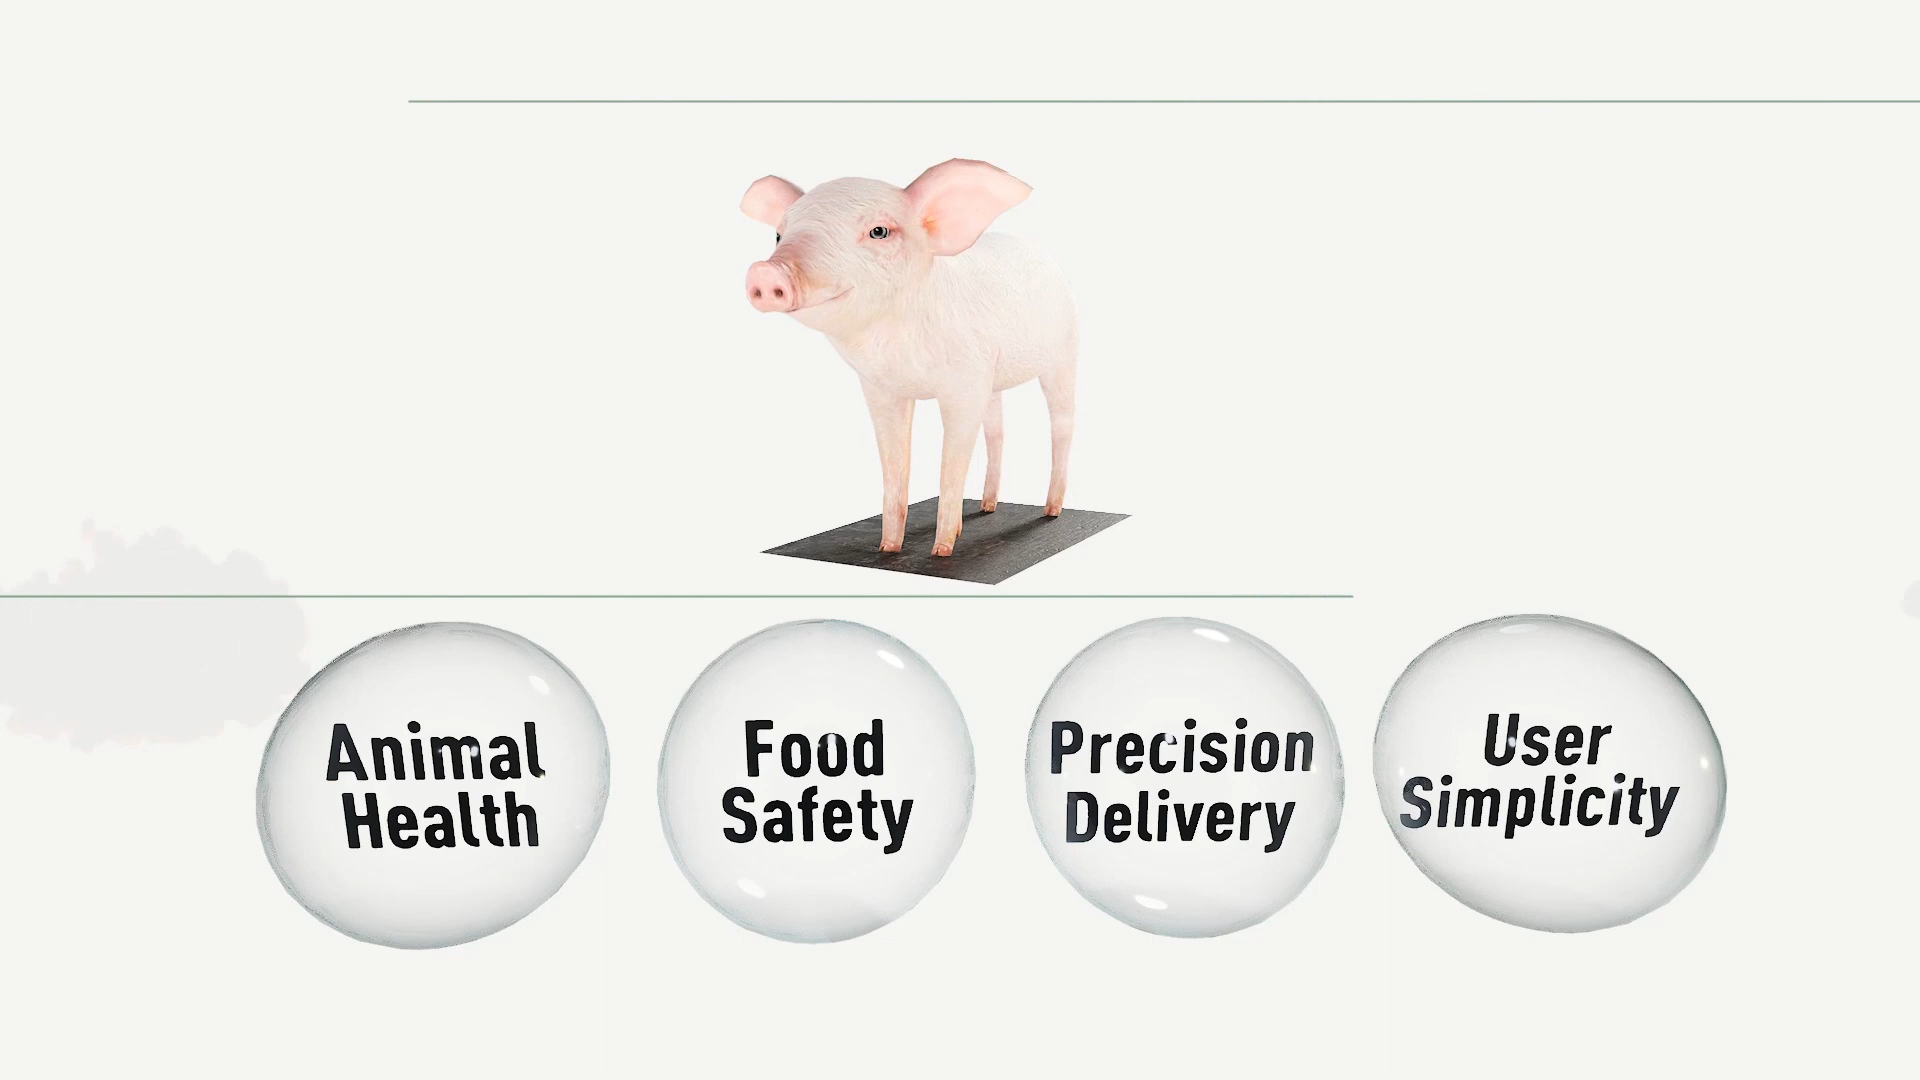 Animal
Health
Food
Safety
Precision
Delivery
User
Simplicity